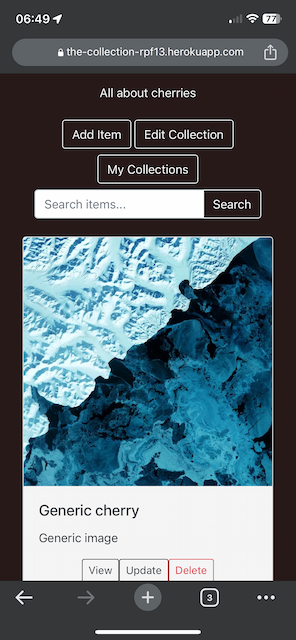 06:49
77
the-collection-rpf13.herokuapp.com
All about cherries
Add Item Edit Collection
My Collections
Search items... Search
Generic cherry
Generic image
View Update Delete
3